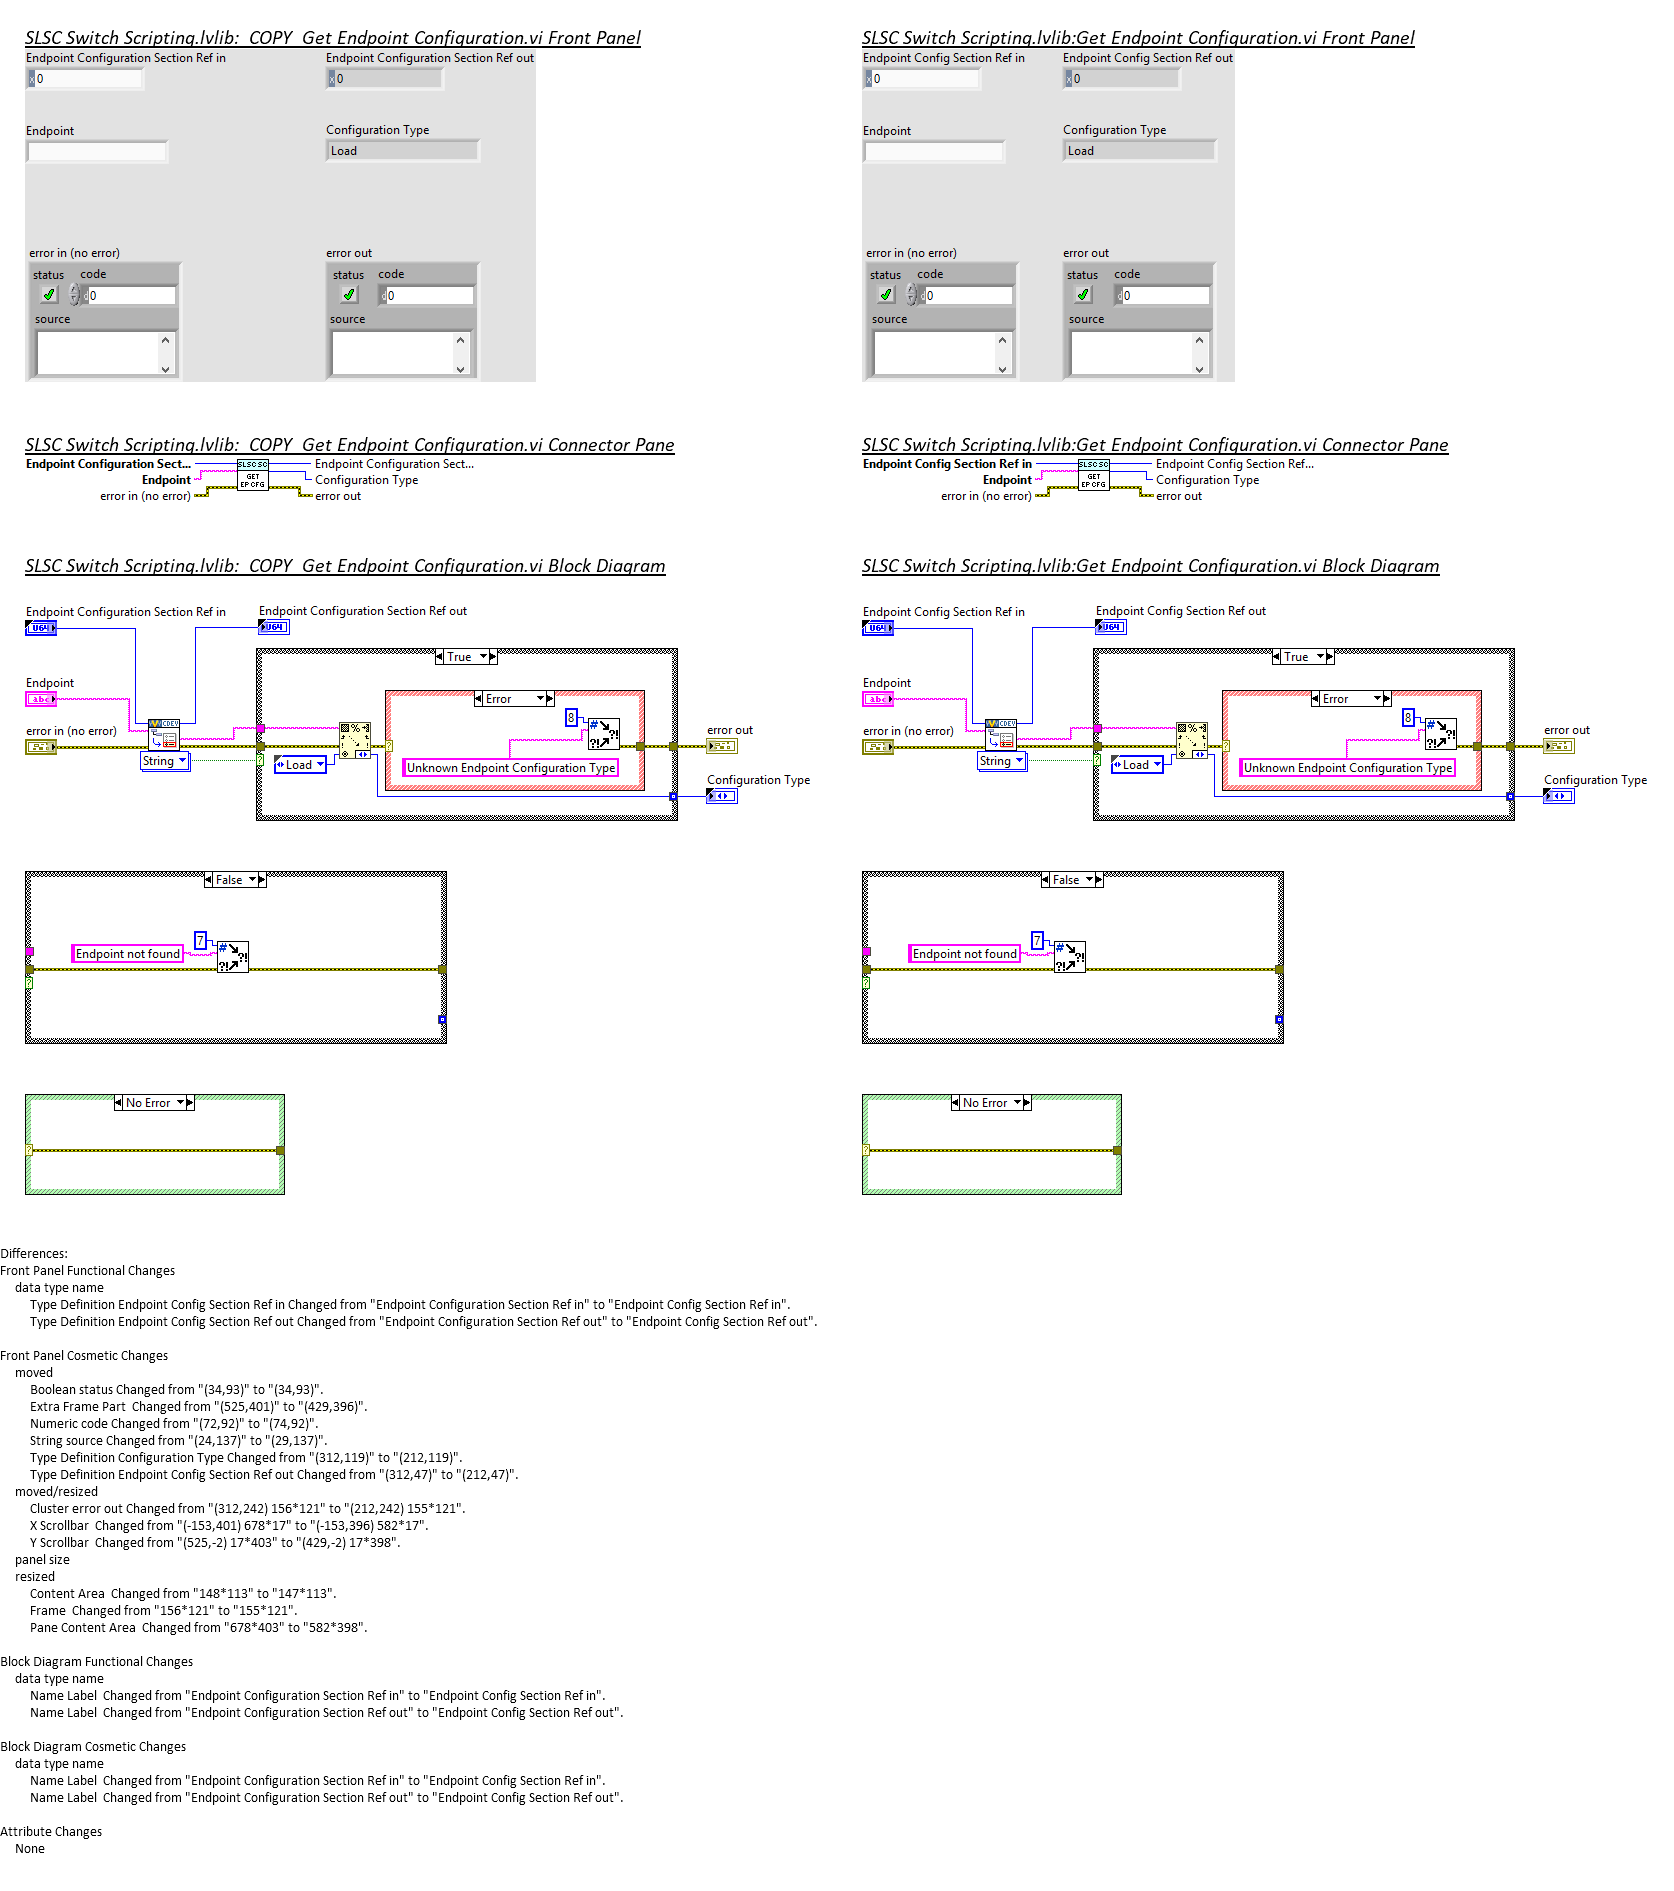 SLSC Switch Scripting.lvlib:_COPY_Get Endpoint Configuration.vi Front Panel
Endpoint Configuration Section Ref in
Endpoint Configuration Section Ref out
x 0
x 0
Endpoint
Configuration Type
Load
error in (no error)
error out
status
code
status
code
d 0
d 0
source
source
SLSC Switch Scripting.lvlib:Get Endpoint Configuration.vi Front Panel
Endpoint Config Section Ref in
Endpoint Config Section Ref out
x 0
x 0
Endpoint
Configuration Type
Load
error in (no error)
error out
status
code
status
code
d 0
d 0
source
source
SLSC Switch Scripting.lvlib:_COPY_Get Endpoint Configuration.vi Connector Pane
Endpoint Configuration Sect...
Endpoint
error in (no error)
SLSC SC
GET
EP CFG
Endpoint Configuration Sect...
Configuration Type
error out
SLSC Switch Scripting.lvlib:Get Endpoint Configuration.vi Connector Pane
Endpoint Config Section Ref in
Endpoint
error in (no error)
SLSC SC
GET
EP CFG
Endpoint Config Section Ref...
Configuration Type
error out
SLSC Switch Scripting.lvlib:_COPY_Get Endpoint Configuration.vi Block Diagram
Endpoint Configuration Section Ref in
U64
Endpoint Configuration Section Ref out
U64
Endpoint
abc
error in (no error)
CDEV
String
True
Load
Error
8
Unknown Endpoint Configuration Type
error out
Configuration Type
False
7
Endpoint not found
No Error
SLSC Switch Scripting.lvlib:Get Endpoint Configuration.vi Block Diagram
Endpoint Config Section Ref in
U64
Endpoint Config Section Ref out
U64
Endpoint
abc
error in (no error)
CDEV
String
True
Load
Error
8
Unknown Endpoint Configuration Type
error out
Configuration Type
False
7
Endpoint not found
No Error
Differences:
Front Panel Functional Changes
data type name
Type Definition Endpoint Config Section Ref in Changed from "Endpoint Configuration Section Ref in" to "Endpoint Config Section Ref in".
Type Definition Endpoint Config Section Ref out Changed from "Endpoint Configuration Section Ref out" to "Endpoint Config Section Ref out".
Front Panel Cosmetic Changes
moved
Boolean status Changed from "(34,93)" to "(34,93)".
Extra Frame Part  Changed from "(525,401)" to "(429,396)".
Numeric code Changed from "(72,92)" to "(74,92)".
String source Changed from "(24,137)" to "(29,137)".
Type Definition Configuration Type Changed from "(312,119)" to "(212,119)".
Type Definition Endpoint Config Section Ref out Changed from "(312,47)" to "(212,47)".
moved/resized
Cluster error out Changed from "(312,242) 156*121" to "(212,242) 155*121".
X Scrollbar  Changed from "(-153,401) 678*17" to "(-153,396) 582*17".
Y Scrollbar  Changed from "(525,-2) 17*403" to "(429,-2) 17*398".
panel size
resized
Content Area  Changed from "148*113" to "147*113".
Frame  Changed from "156*121" to "155*121".
Pane Content Area  Changed from "678*403" to "582*398".
Block Diagram Functional Changes
data type name
Name Label  Changed from "Endpoint Configuration Section Ref in" to "Endpoint Config Section Ref in".
Name Label  Changed from "Endpoint Configuration Section Ref out" to "Endpoint Config Section Ref out".
Block Diagram Cosmetic Changes
data type name
Name Label  Changed from "Endpoint Configuration Section Ref in" to "Endpoint Config Section Ref in".
Name Label  Changed from "Endpoint Configuration Section Ref out" to "Endpoint Config Section Ref out".
Attribute Changes
None